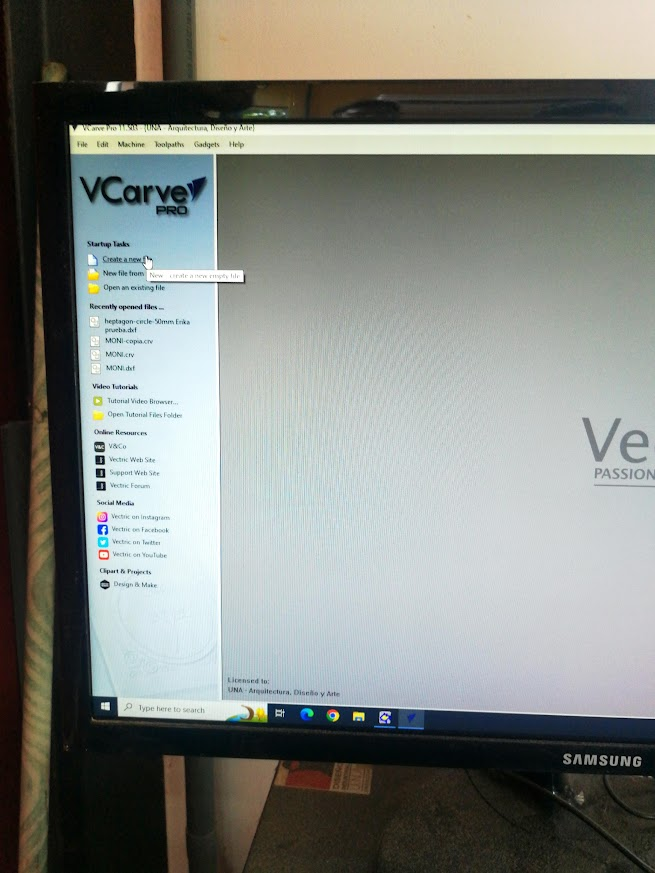 VCarve Pro 11.503 - {UNA - Arquitectura, Diseño y Arte}
File Edit Machine Toolpaths Gadgets Help
VCarve
PRO
Startup Tasks
Create a new
New file from
New - create a new empty file
Open an existing file
Recently opened files ...
heptagon-circle-50mm Erika
prueba.dxf
MONI-copia.crv
MONI.crv
MONI.dxf
Video Tutorials
Tutorial Video Browser...
Open Tutorial Files Folder
Online Resources
V&Co
Vectric Web Site
Support Web Site
Vectric Forum
Social Media
Vectric on Instagram
Vectric on Facebook
Vectric on Twitter
Vectric on YouTube
Clipart & Projects
Design & Make
Ve
PASSION
Licensed to:
UNA - Arquitectura, Diseño y Arte
Type here to search
SAMSUNG